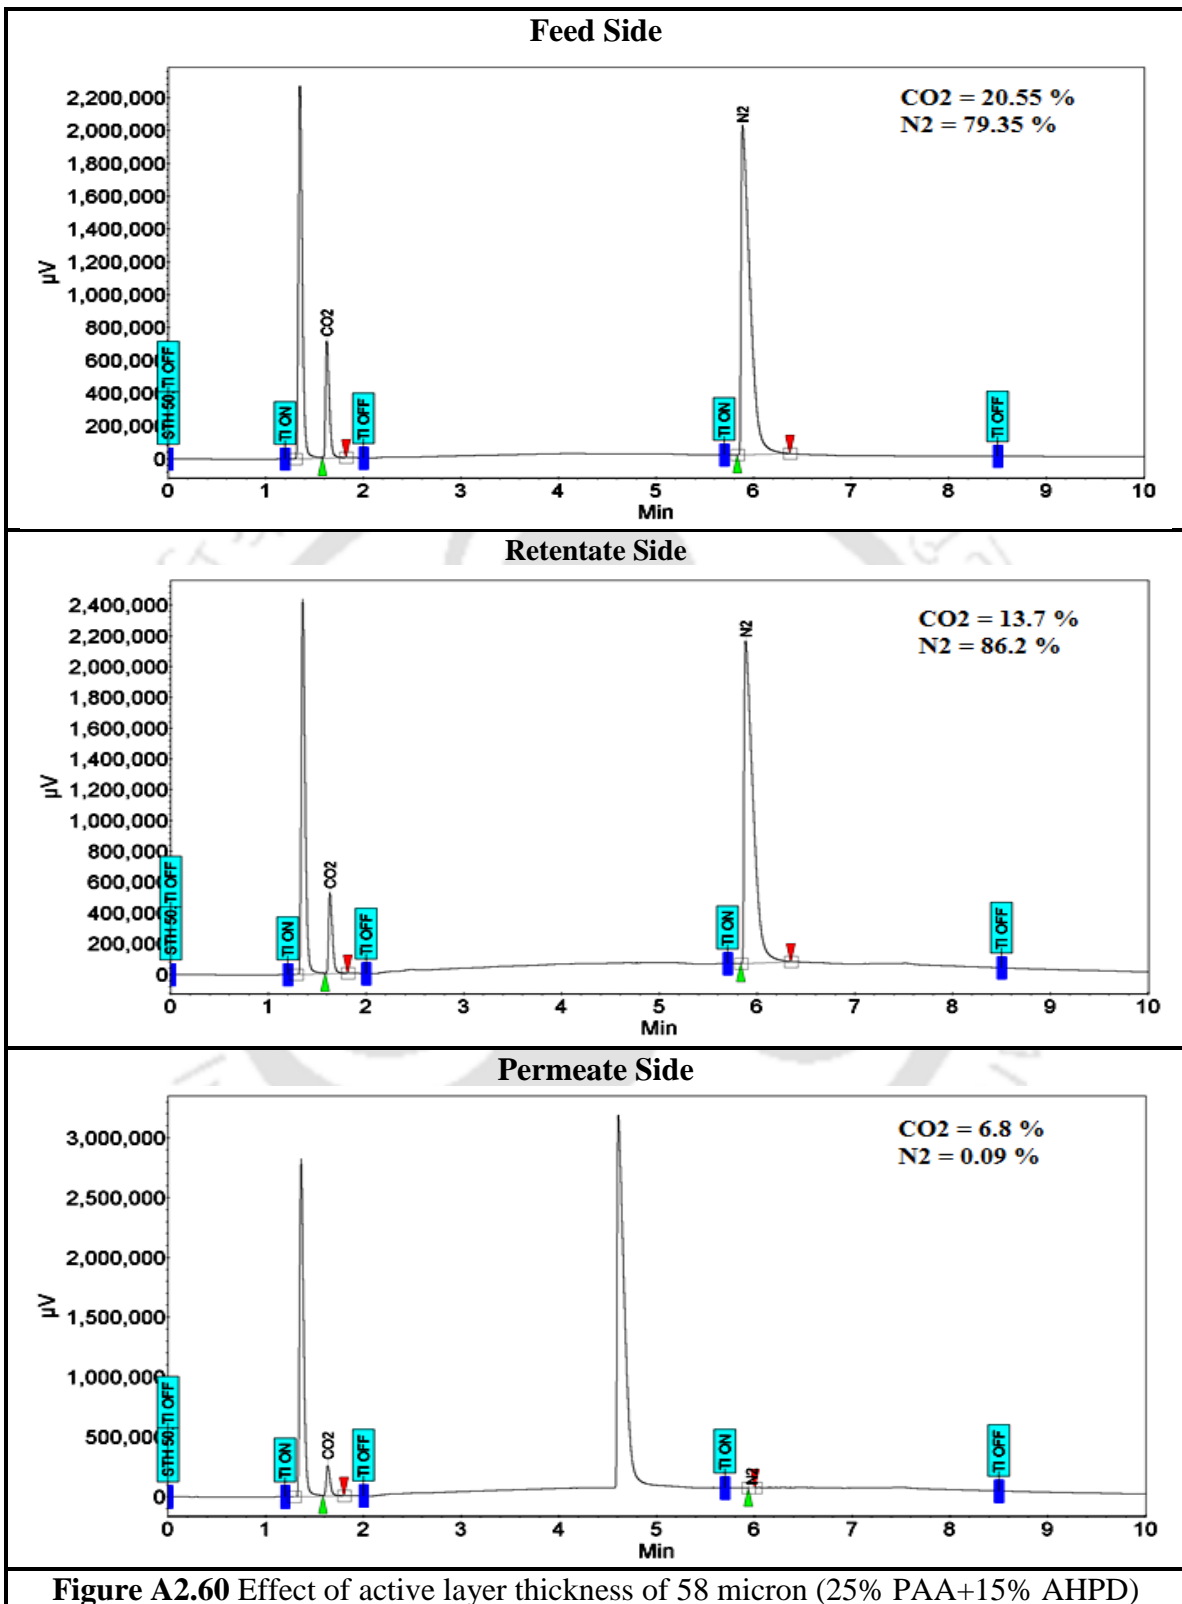 Feed Side
CO2 = 20.55 %
N2 = 79.35 %
2,200,000
2,000,000
1,800,000
1,600,000
1,400,000
1,200,000
1,000,000
800,000
600,000
400,000
200,000
0
µV
STH 50,-TI OFF
-TI ON
CO2
-TI OFF
-TI ON
N2
-TI OFF
0 1 2 3 4 5 6 7 8 9 10
Min
Retentate Side
CO2 = 13.7 %
N2 = 86.2 %
2,400,000
2,200,000
2,000,000
1,800,000
1,600,000
1,400,000
1,200,000
1,000,000
800,000
600,000
400,000
200,000
0
µV
STH 50,-TI OFF
-TI ON
CO2
-TI OFF
-TI ON
N2
-TI OFF
0 1 2 3 4 5 6 7 8 9 10
Min
Permeate Side
CO2 = 6.8 %
N2 = 0.09 %
3,000,000
2,500,000
2,000,000
1,500,000
1,000,000
500,000
0
µV
STH 50,-TI OFF
-TI ON
CO2
-TI OFF
-TI ON
N2
-TI OFF
0 1 2 3 4 5 6 7 8 9 10
Min
Figure A2.60 Effect of active layer thickness of 58 micron (25% PAA+15% AHPD)